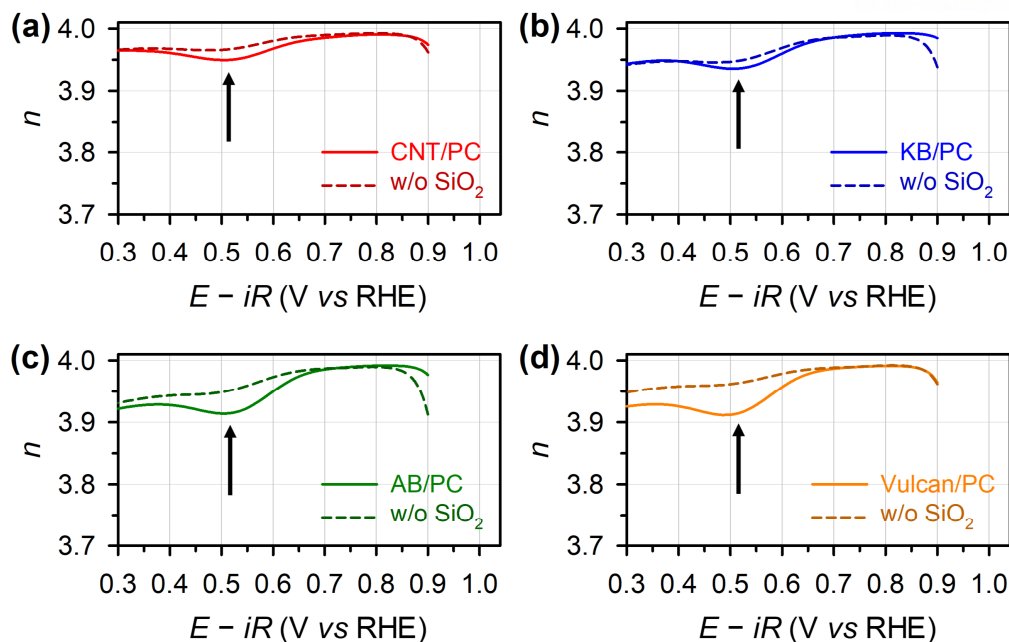 (a)
4.0
3.9
3.8
3.7
n
CNT/PC
w/o SiO₂
0.3 0.4 0.5 0.6 0.7 0.8 0.9 1.0
E − iR (V vs RHE)
(b)
4.0
3.9
3.8
3.7
n
KB/PC
w/o SiO₂
0.3 0.4 0.5 0.6 0.7 0.8 0.9 1.0
E − iR (V vs RHE)
(c)
4.0
3.9
3.8
3.7
n
AB/PC
w/o SiO₂
0.3 0.4 0.5 0.6 0.7 0.8 0.9 1.0
E − iR (V vs RHE)
(d)
4.0
3.9
3.8
3.7
n
Vulcan/PC
w/o SiO₂
0.3 0.4 0.5 0.6 0.7 0.8 0.9 1.0
E − iR (V vs RHE)